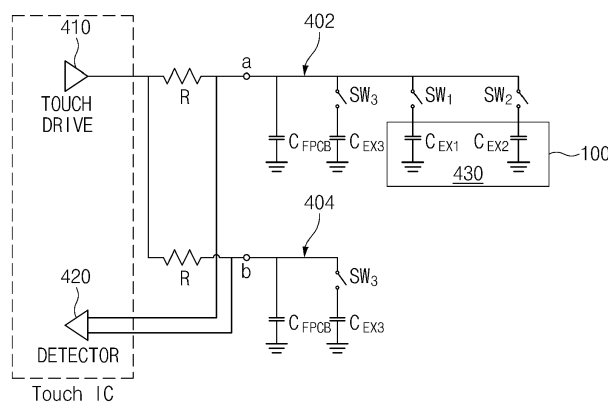 410
TOUCH
DRIVE
R
a
402
SW3
SW1
SW2
CFPCB
CEX3
CEX1
CEX2
430
100
404
R
b
SW3
CFPCB
CEX3
420
DETECTOR
Touch IC